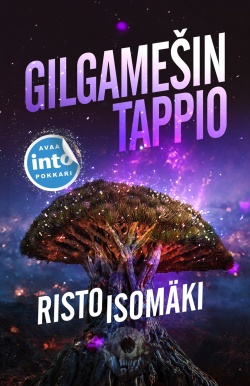 GILGAMEŠIN
TAPPIO
AVAA
into
POKKARI
RISTO ISOMÄKI